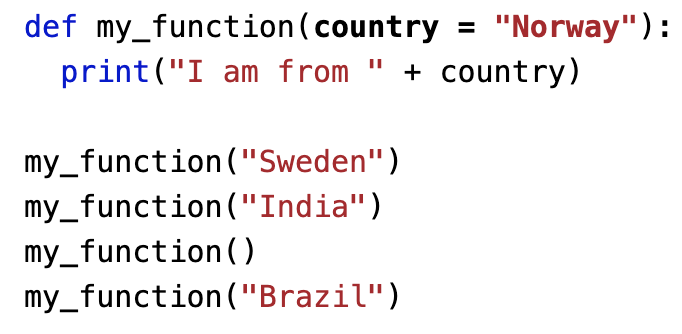 def my_function(country = "Norway"):
  print("I am from " + country)

my_function("Sweden")
my_function("India")
my_function()
my_function("Brazil")